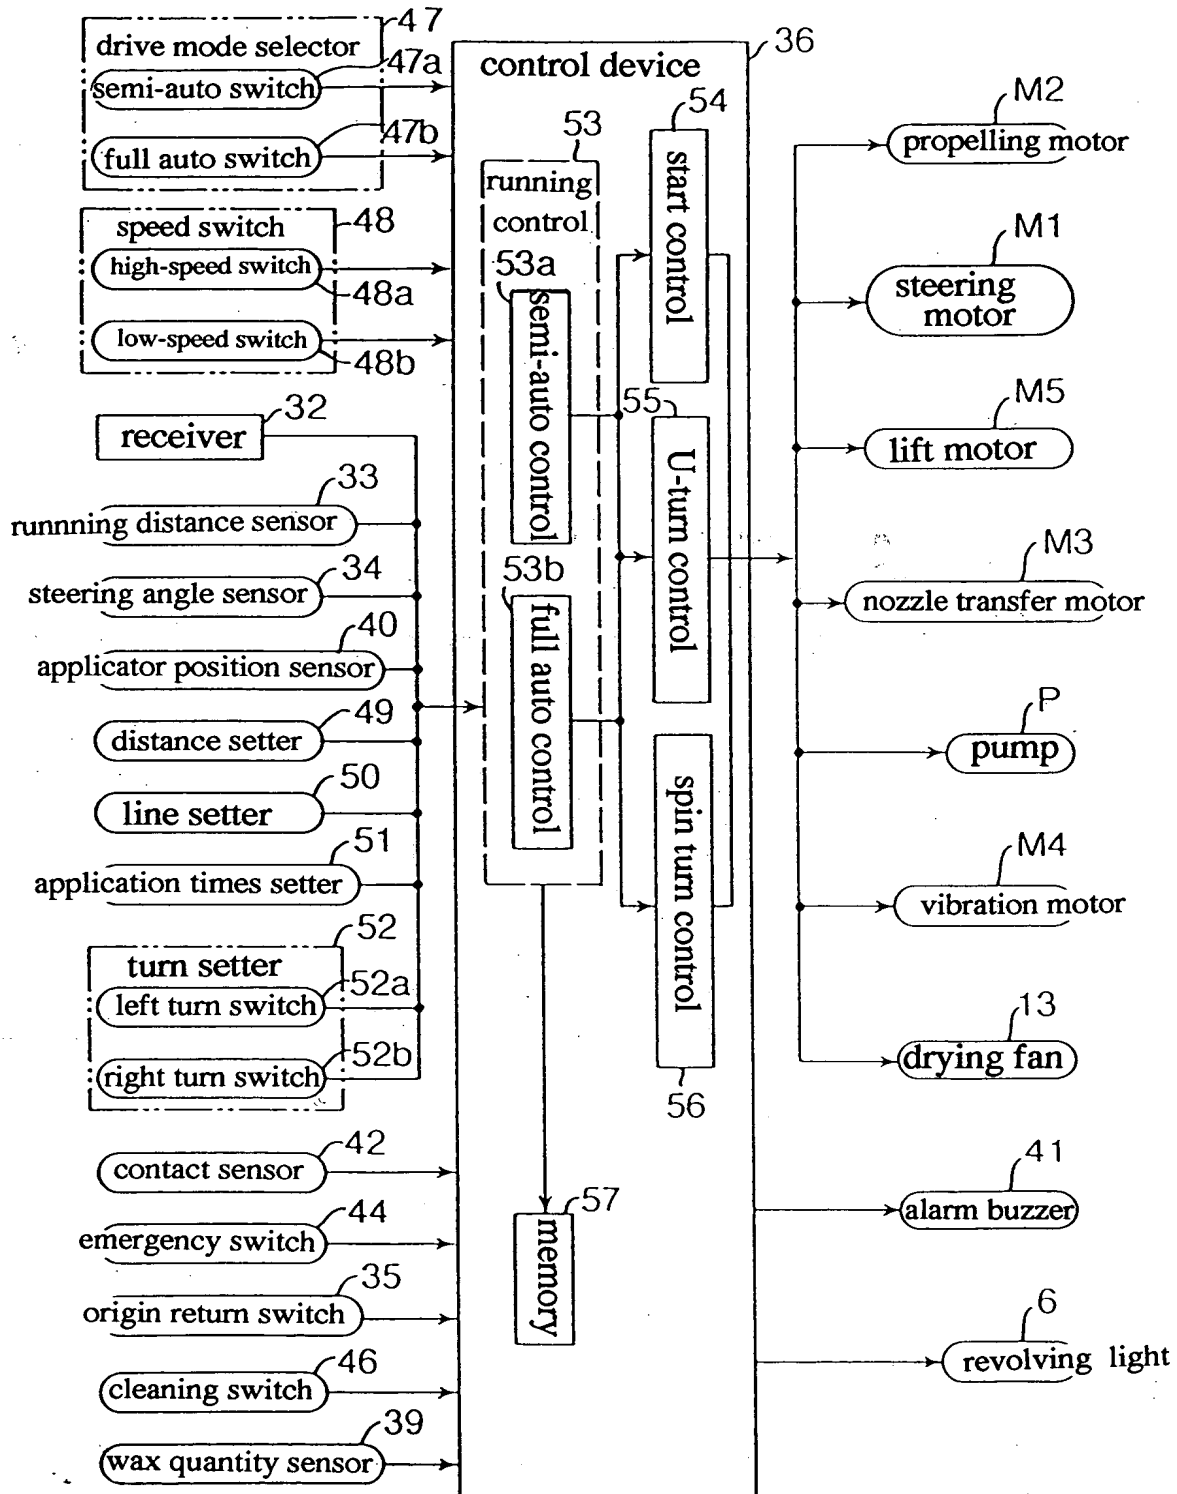 47
drive mode selector
47a
semi-auto switch
47b
full auto switch
48
speed switch
high-speed switch
48a
low-speed switch
48b
32
receiver
33
runnning distance sensor
34
steering angle sensor
40
applicator position sensor
49
distance setter
50
line setter
51
application times setter
52
turn setter
52a
left turn switch
52b
right turn switch
42
contact sensor
44
emergency switch
35
origin return switch
46
cleaning switch
39
wax quantity sensor
36
control device
53
running
control
53a
semi-auto control
53b
full auto control
54
start control
55
U-turn control
spin turn control
56
57
memory
M2
propelling motor
M1
steering
motor
M5
lift motor
M3
nozzle transfer motor
P
pump
M4
vibration motor
13
drying fan
41
alarm buzzer
6
revolving light